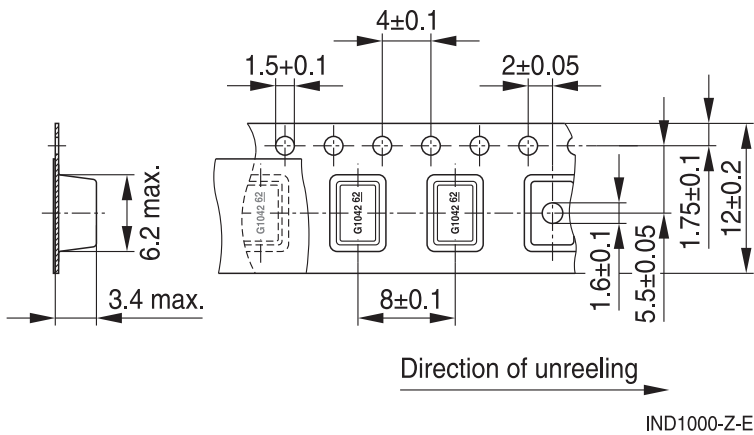 4±0.1
1.5+0.1
2±0.05
6.2 max.
3.4 max.
G1042 62
G1042 62
G1042 62
8±0.1
1.6±0.1
5.5±0.05
1.75±0.1
12±0.2
Direction of unreeling
IND1000-Z-E